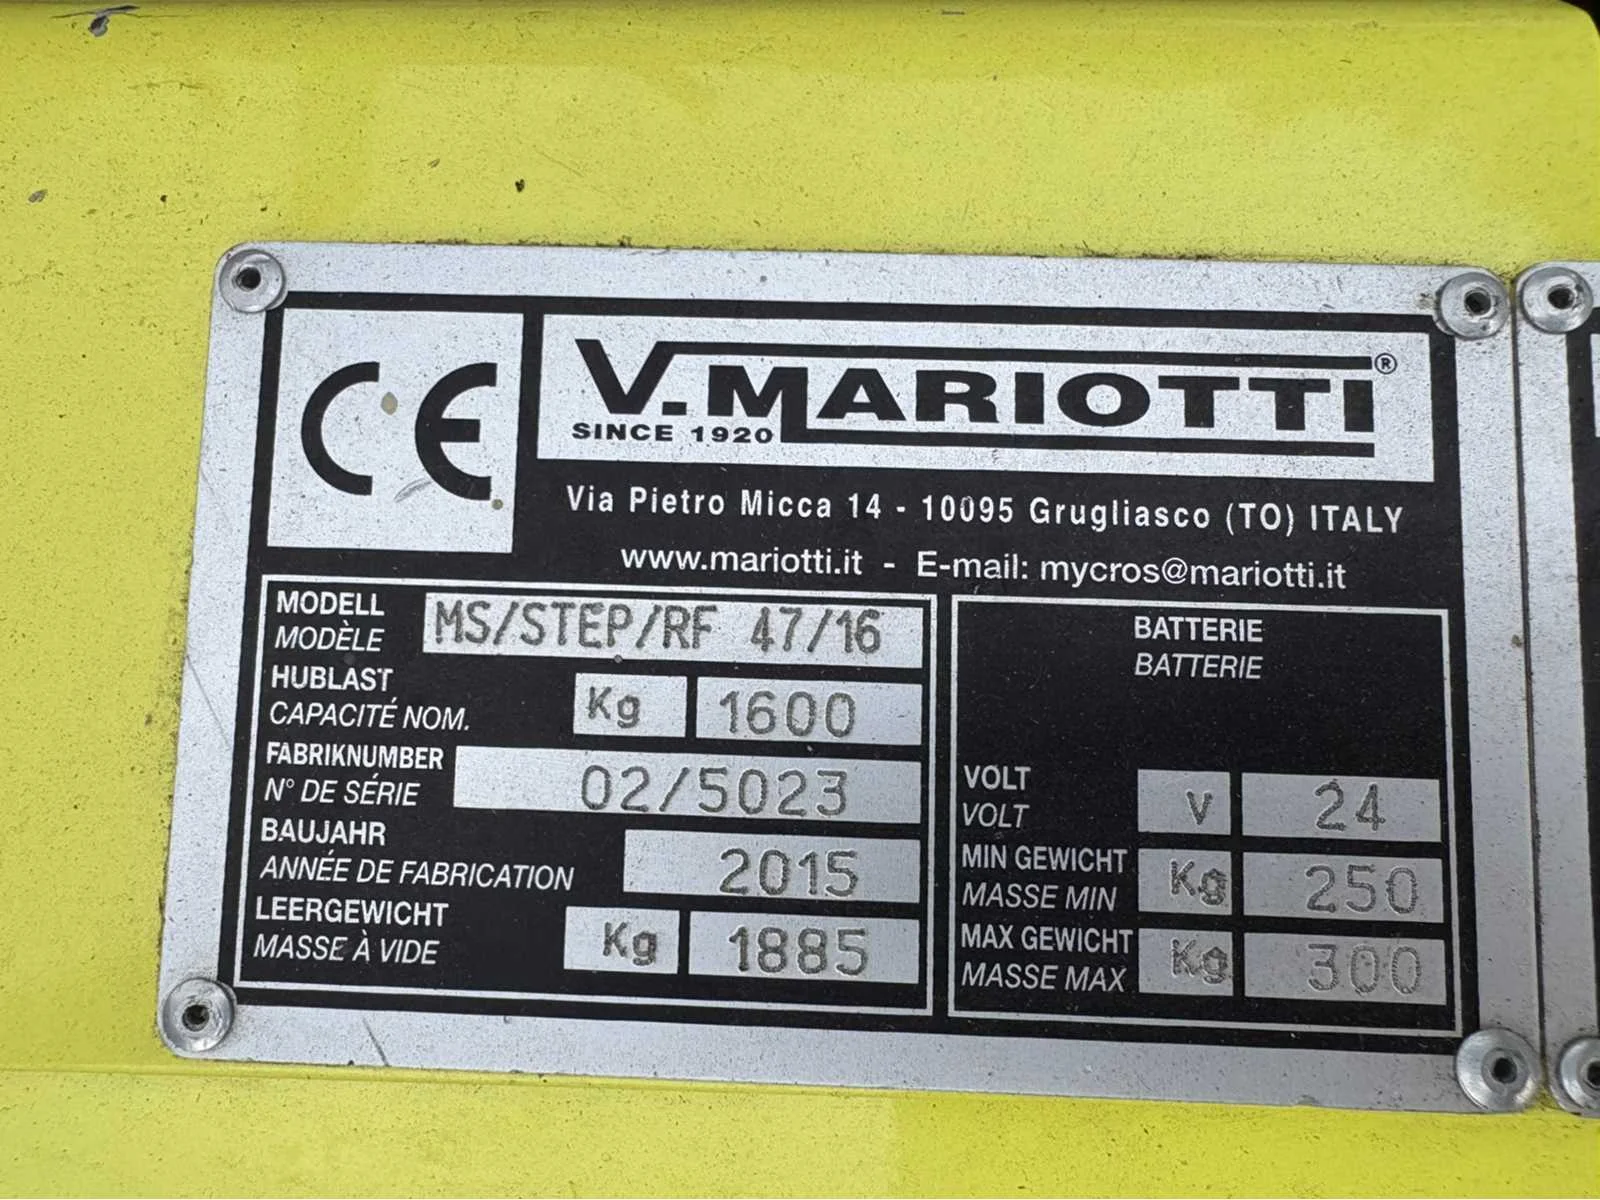 CE
V.MARIOTTI®
SINCE 1920
Via Pietro Micca 14 - 10095 Grugliasco (TO) ITALY
www.mariotti.it - E-mail: mycros@mariotti.it
MODELL MS/STEP/RF 47/16
MODÈLE
HUBLAST Kg 1600
CAPACITÉ NOM.
FABRIKNUMBER 02/5023
N° DE SÉRIE
BAUJAHR 2015
ANNÉE DE FABRICATION
LEERGEWICHT Kg 1885
MASSE À VIDE
BATTERIE
BATTERIE
VOLT V 24
VOLT
MIN GEWICHT Kg 250
MASSE MIN
MAX GEWICHT Kg 300
MASSE MAX